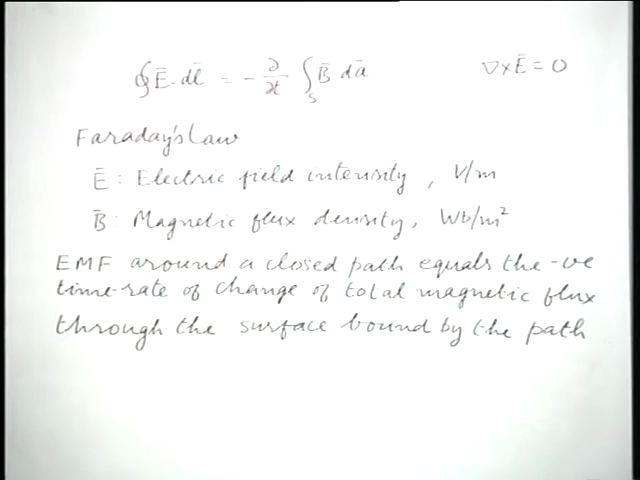 ∮Ē.dl̄ = -∂/∂t ∫_S B̄ dā    ∇×Ē = 0
Faraday's Law
Ē : Electric field intensity , V/m
B̄ : Magnetic flux density, Wb/m²
EMF around a closed path equals the -ve
time-rate of change of total magnetic flux
through the surface bound by the path